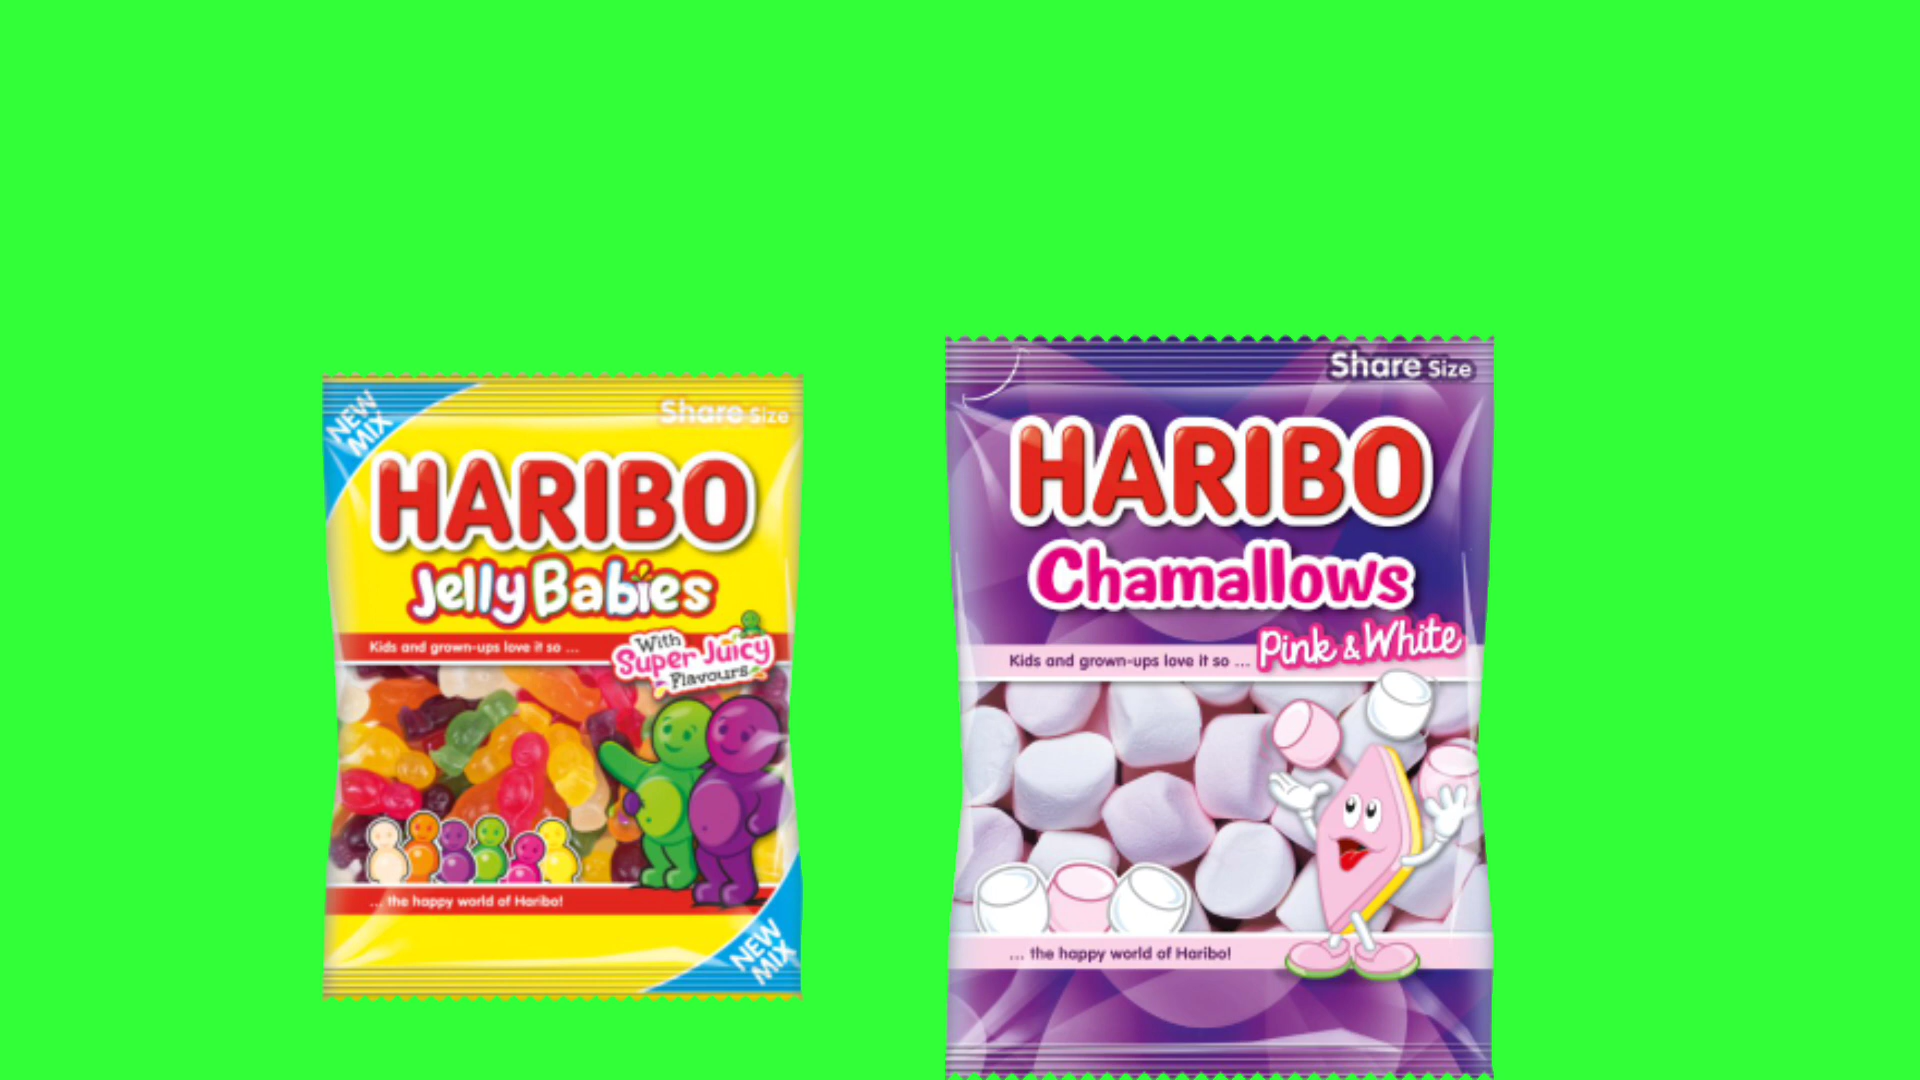 NEW
MIX
Share Size
HARIBO
Jelly Babies
Kids and grown-ups love it so ...
With
Super Juicy
Flavours
... the happy world of Haribo!
NEW
MIX
Share Size
HARIBO
Chamallows
Pink & White
Kids and grown-ups love it so ...
... the happy world of Haribo!